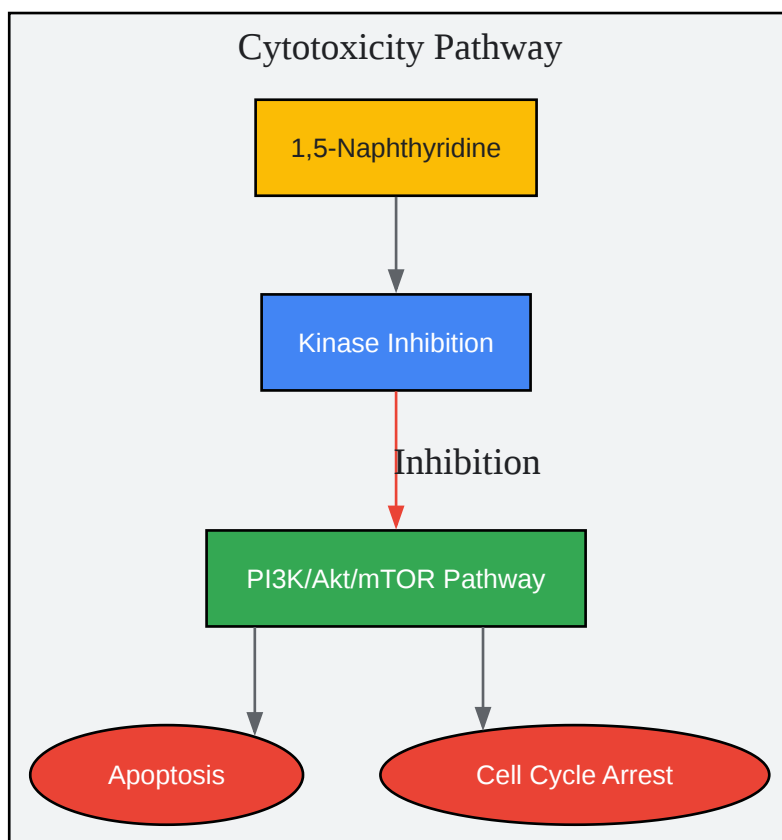 Cytotoxicity Pathway
1,5-Naphthyridine
Kinase Inhibition
Inhibition
PI3K/Akt/mTOR Pathway
Apoptosis
Cell Cycle Arrest